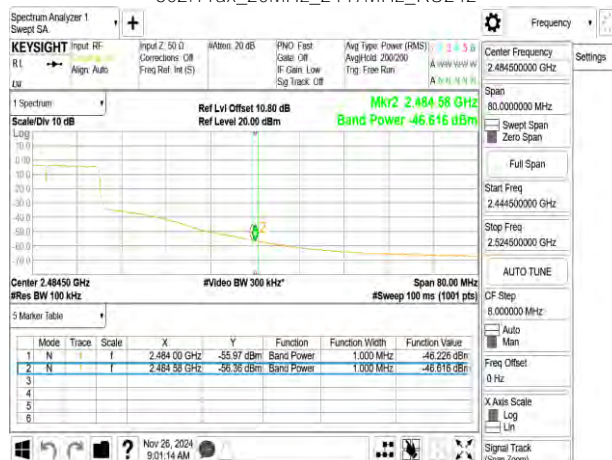 Spectrum Analyzer 1
Swept SA
Frequency
Settings
KEYSIGHT
Input: RF
Align: Auto
Input Z: 50 Ω
Corrections: Off
Freq Ref: Int (S)
#Atten: 20 dB
PNO: Fast
Gate: Off
IF Gain: Low
Sig Track: Off
Avg Type: Power (RMS)
Avg|Hold: 200/200
Trig: Free Run
1 Spectrum
Scale/Div 10 dB
Ref Lvl Offset 10.80 dB
Ref Level 20.00 dBm
Mkr2 2.484 58 GHz
Band Power -46.616 dBm
Log
10.0
0.00
-10.0
-20.0
-30.0
-40.0
-50.0
-60.0
-70.0
2
Center 2.48450 GHz
#Res BW 100 kHz
#Video BW 300 kHz*
Span 80.00 MHz
#Sweep 100 ms (1001 pts)
5 Marker Table
Mode Trace Scale X Y Function Function Width Function Value
1 N 1 f 2.484 00 GHz -55.97 dBm Band Power 1.000 MHz -46.226 dBm
2 N 1 f 2.484 58 GHz -56.36 dBm Band Power 1.000 MHz -46.616 dBm
3
4
5
6
Nov 26, 2024
9:01:14 AM
Center Frequency
2.484500000 GHz
Span
80.0000000 MHz
Swept Span
Zero Span
Full Span
Start Freq
2.444500000 GHz
Stop Freq
2.524500000 GHz
AUTO TUNE
CF Step
8.000000 MHz
Auto
Man
Freq Offset
0 Hz
X Axis Scale
Log
Lin
Signal Track
(Span Zoom)